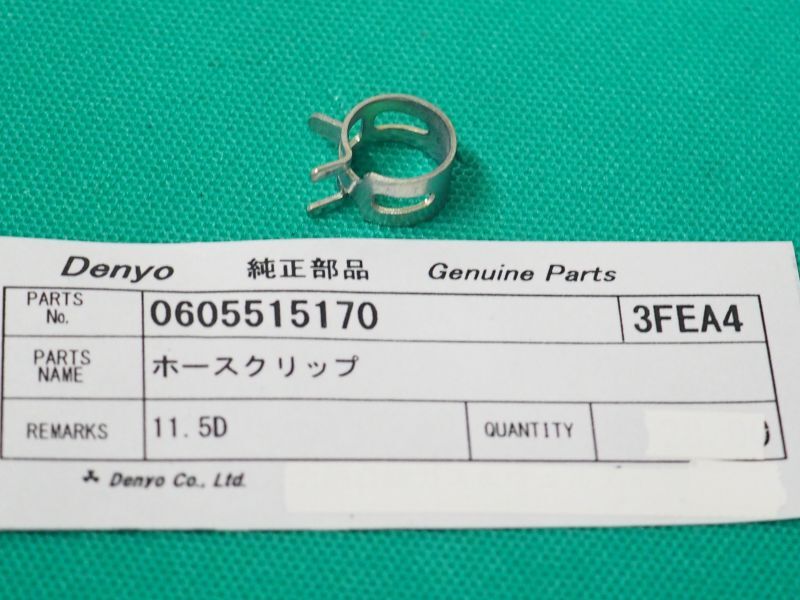 Denyo 純正部品 Genuine Parts
PARTS No. 0605515170 3FEA4
PARTS NAME ホースクリップ
REMARKS 11.5D QUANTITY
Denyo Co., Ltd.